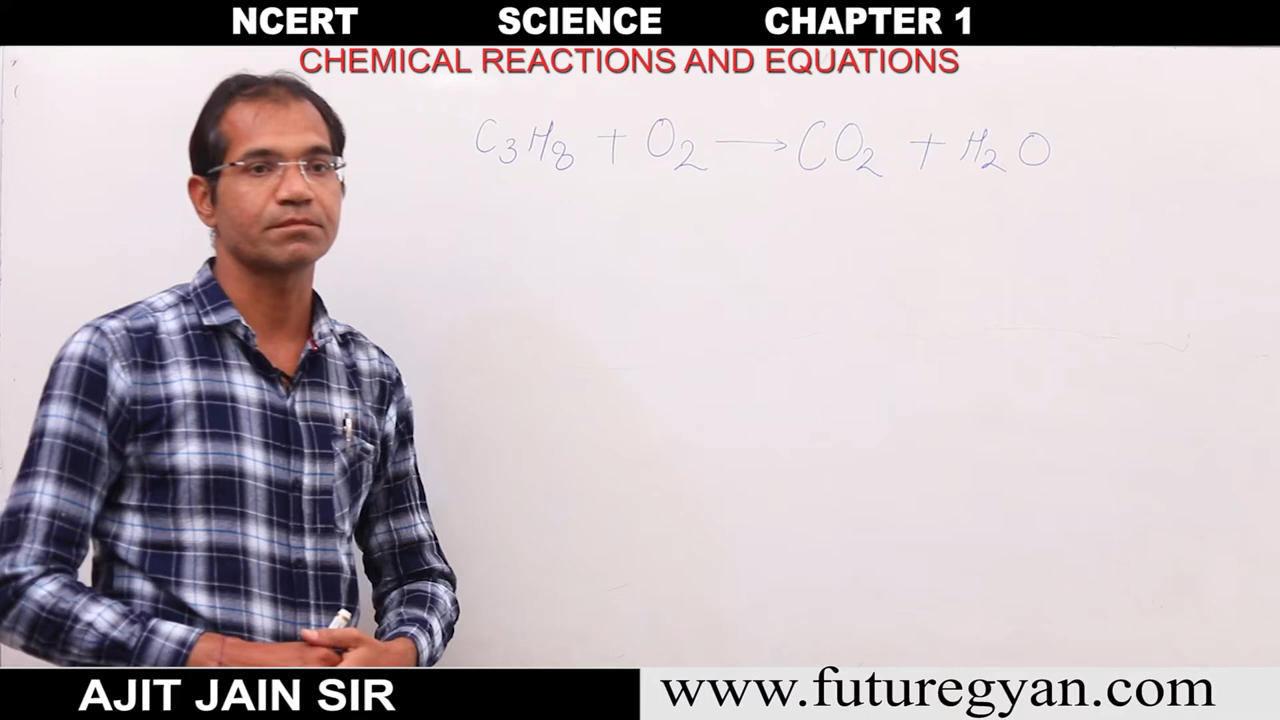 NCERT SCIENCE CHAPTER 1
CHEMICAL REACTIONS AND EQUATIONS
C₃H₈ + O₂ → CO₂ + H₂O
AJIT JAIN SIR
www.futuregyan.com